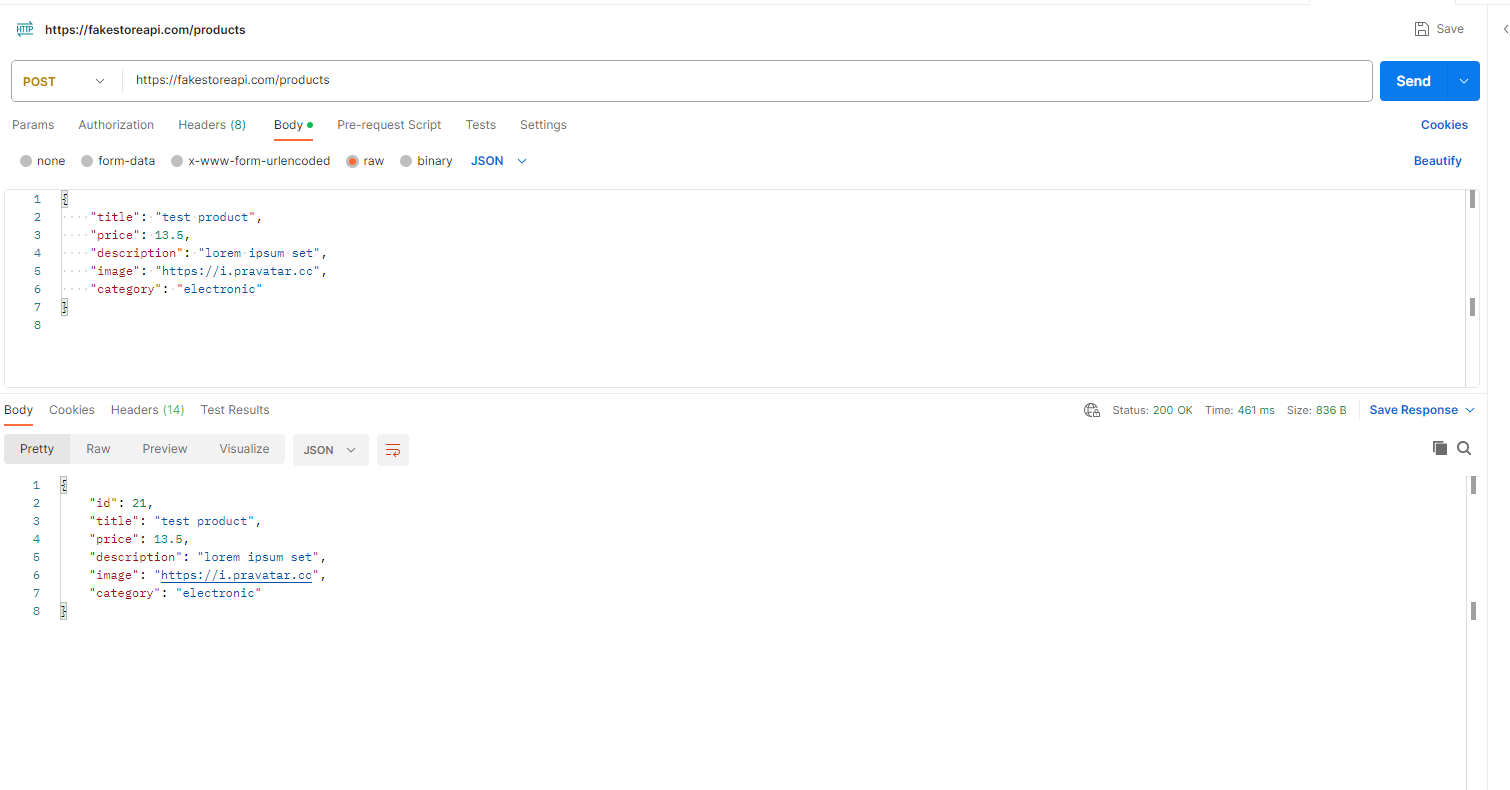 HTTP https://fakestoreapi.com/products Save
POST https://fakestoreapi.com/products Send
Params Authorization Headers (8) Body Pre-request Script Tests Settings Cookies
none form-data x-www-form-urlencoded raw binary JSON Beautify
1 {
2 "title": "test product",
3 "price": 13.5,
4 "description": "lorem ipsum set",
5 "image": "https://i.pravatar.cc",
6 "category": "electronic"
7 }
8
Body Cookies Headers (14) Test Results Status: 200 OK Time: 461 ms Size: 836 B Save Response
Pretty Raw Preview Visualize JSON
1 {
2 "id": 21,
3 "title": "test product",
4 "price": 13.5,
5 "description": "lorem ipsum set",
6 "image": "https://i.pravatar.cc",
7 "category": "electronic"
8 }